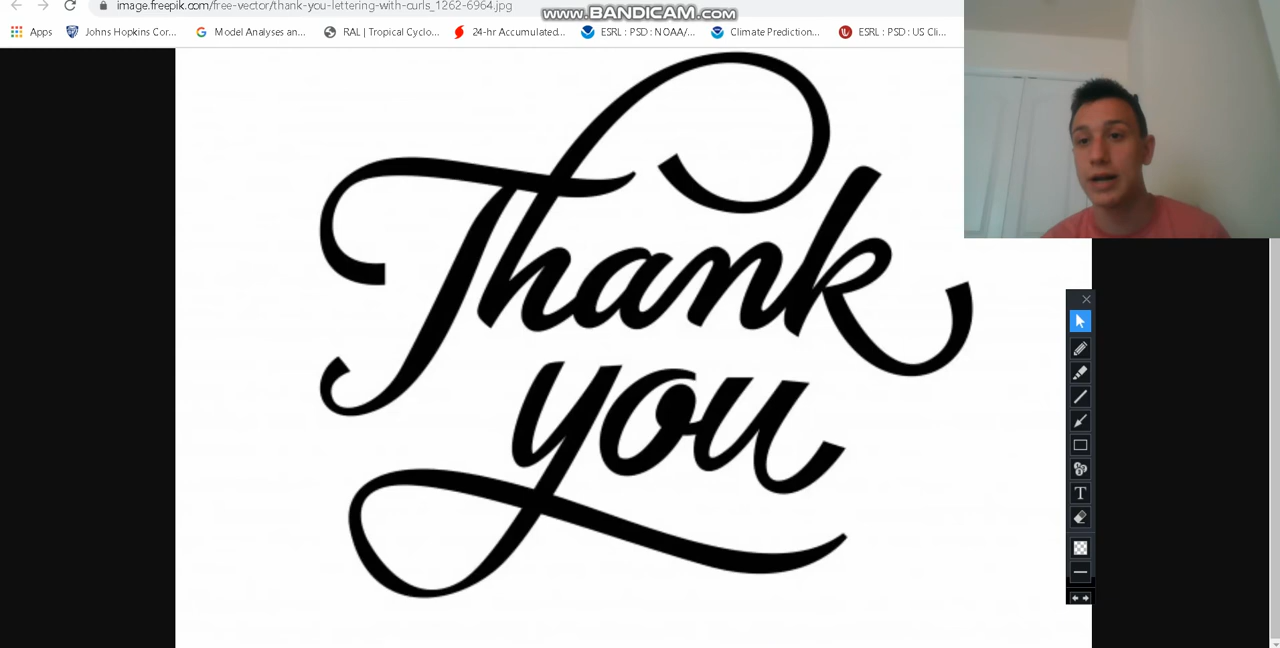 image.freepik.com/free-vector/thank-you-lettering-with-curls_1262-6964.jpg
www.BANDICAM.com
Apps Johns Hopkins Cor... Model Analyses an... RAL | Tropical Cyclo... 24-hr Accumulated... ESRL : PSD : NOAA/... Climate Prediction... ESRL : PSD : US Cli...
Thank
you
T